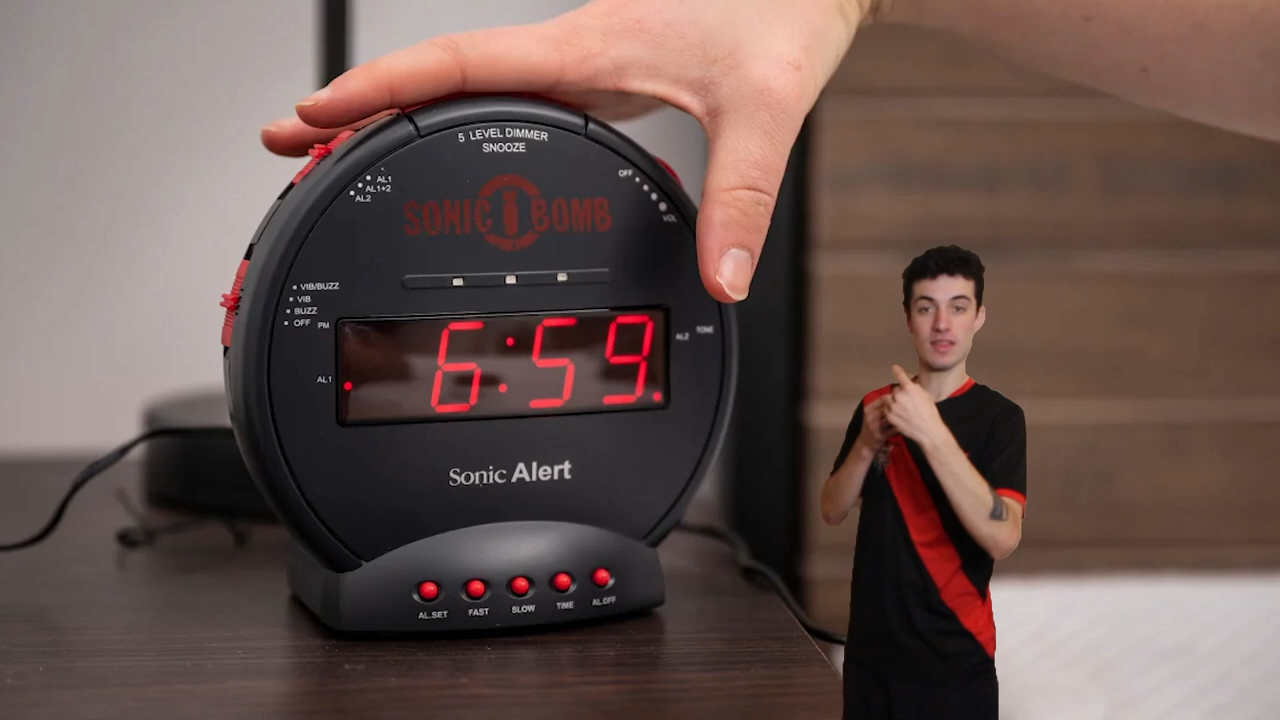 5 LEVEL DIMMER
SNOOZE
AL1
AL1+2
AL2
OFF
VOL
SONIC BOMB
VIB/BUZZ
VIB
BUZZ
OFF
PM
AL1
6:59
AL2
TONE
Sonic Alert
AL.SET
FAST
SLOW
TIME
AL.OFF